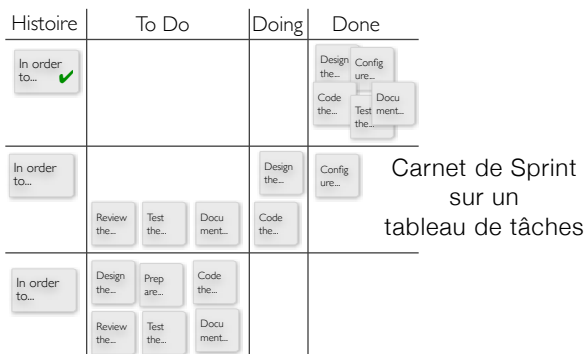 Histoire To Do Doing Done
In order
to...
Design
the...
Config
ure...
Code
the...
Test
the...
Docu
ment...
In order
to...
Review
the...
Test
the...
Docu
ment...
Design
the...
Code
the...
Config
ure...
Carnet de Sprint
sur un
tableau de tâches
In order
to...
Design
the...
Prep
are...
Code
the...
Review
the...
Test
the...
Docu
ment...